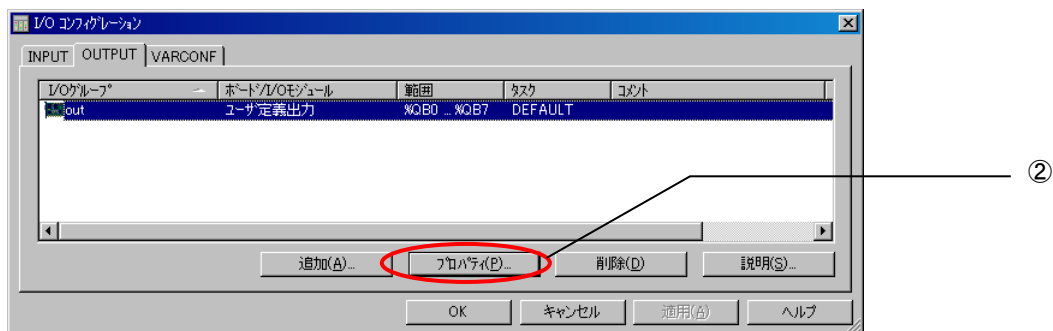 I/O ｺﾝﾌｨｸﾞﾚｰｼｮﾝ
INPUT OUTPUT VARCONF
I/Oｸﾞﾙｰﾌﾟ ﾎﾞｰﾄﾞ/I/Oﾓｼﾞｭｰﾙ 範囲 ﾀｽｸ ｺﾒﾝﾄ
out ﾕｰｻﾞ定義出力 %QB0 ... %QB7 DEFAULT
②
追加(A)... ﾌﾟﾛﾊﾟﾃｨ(P)... 削除(D) 説明(S)...
OK キャンセル 適用(A) ヘルプ